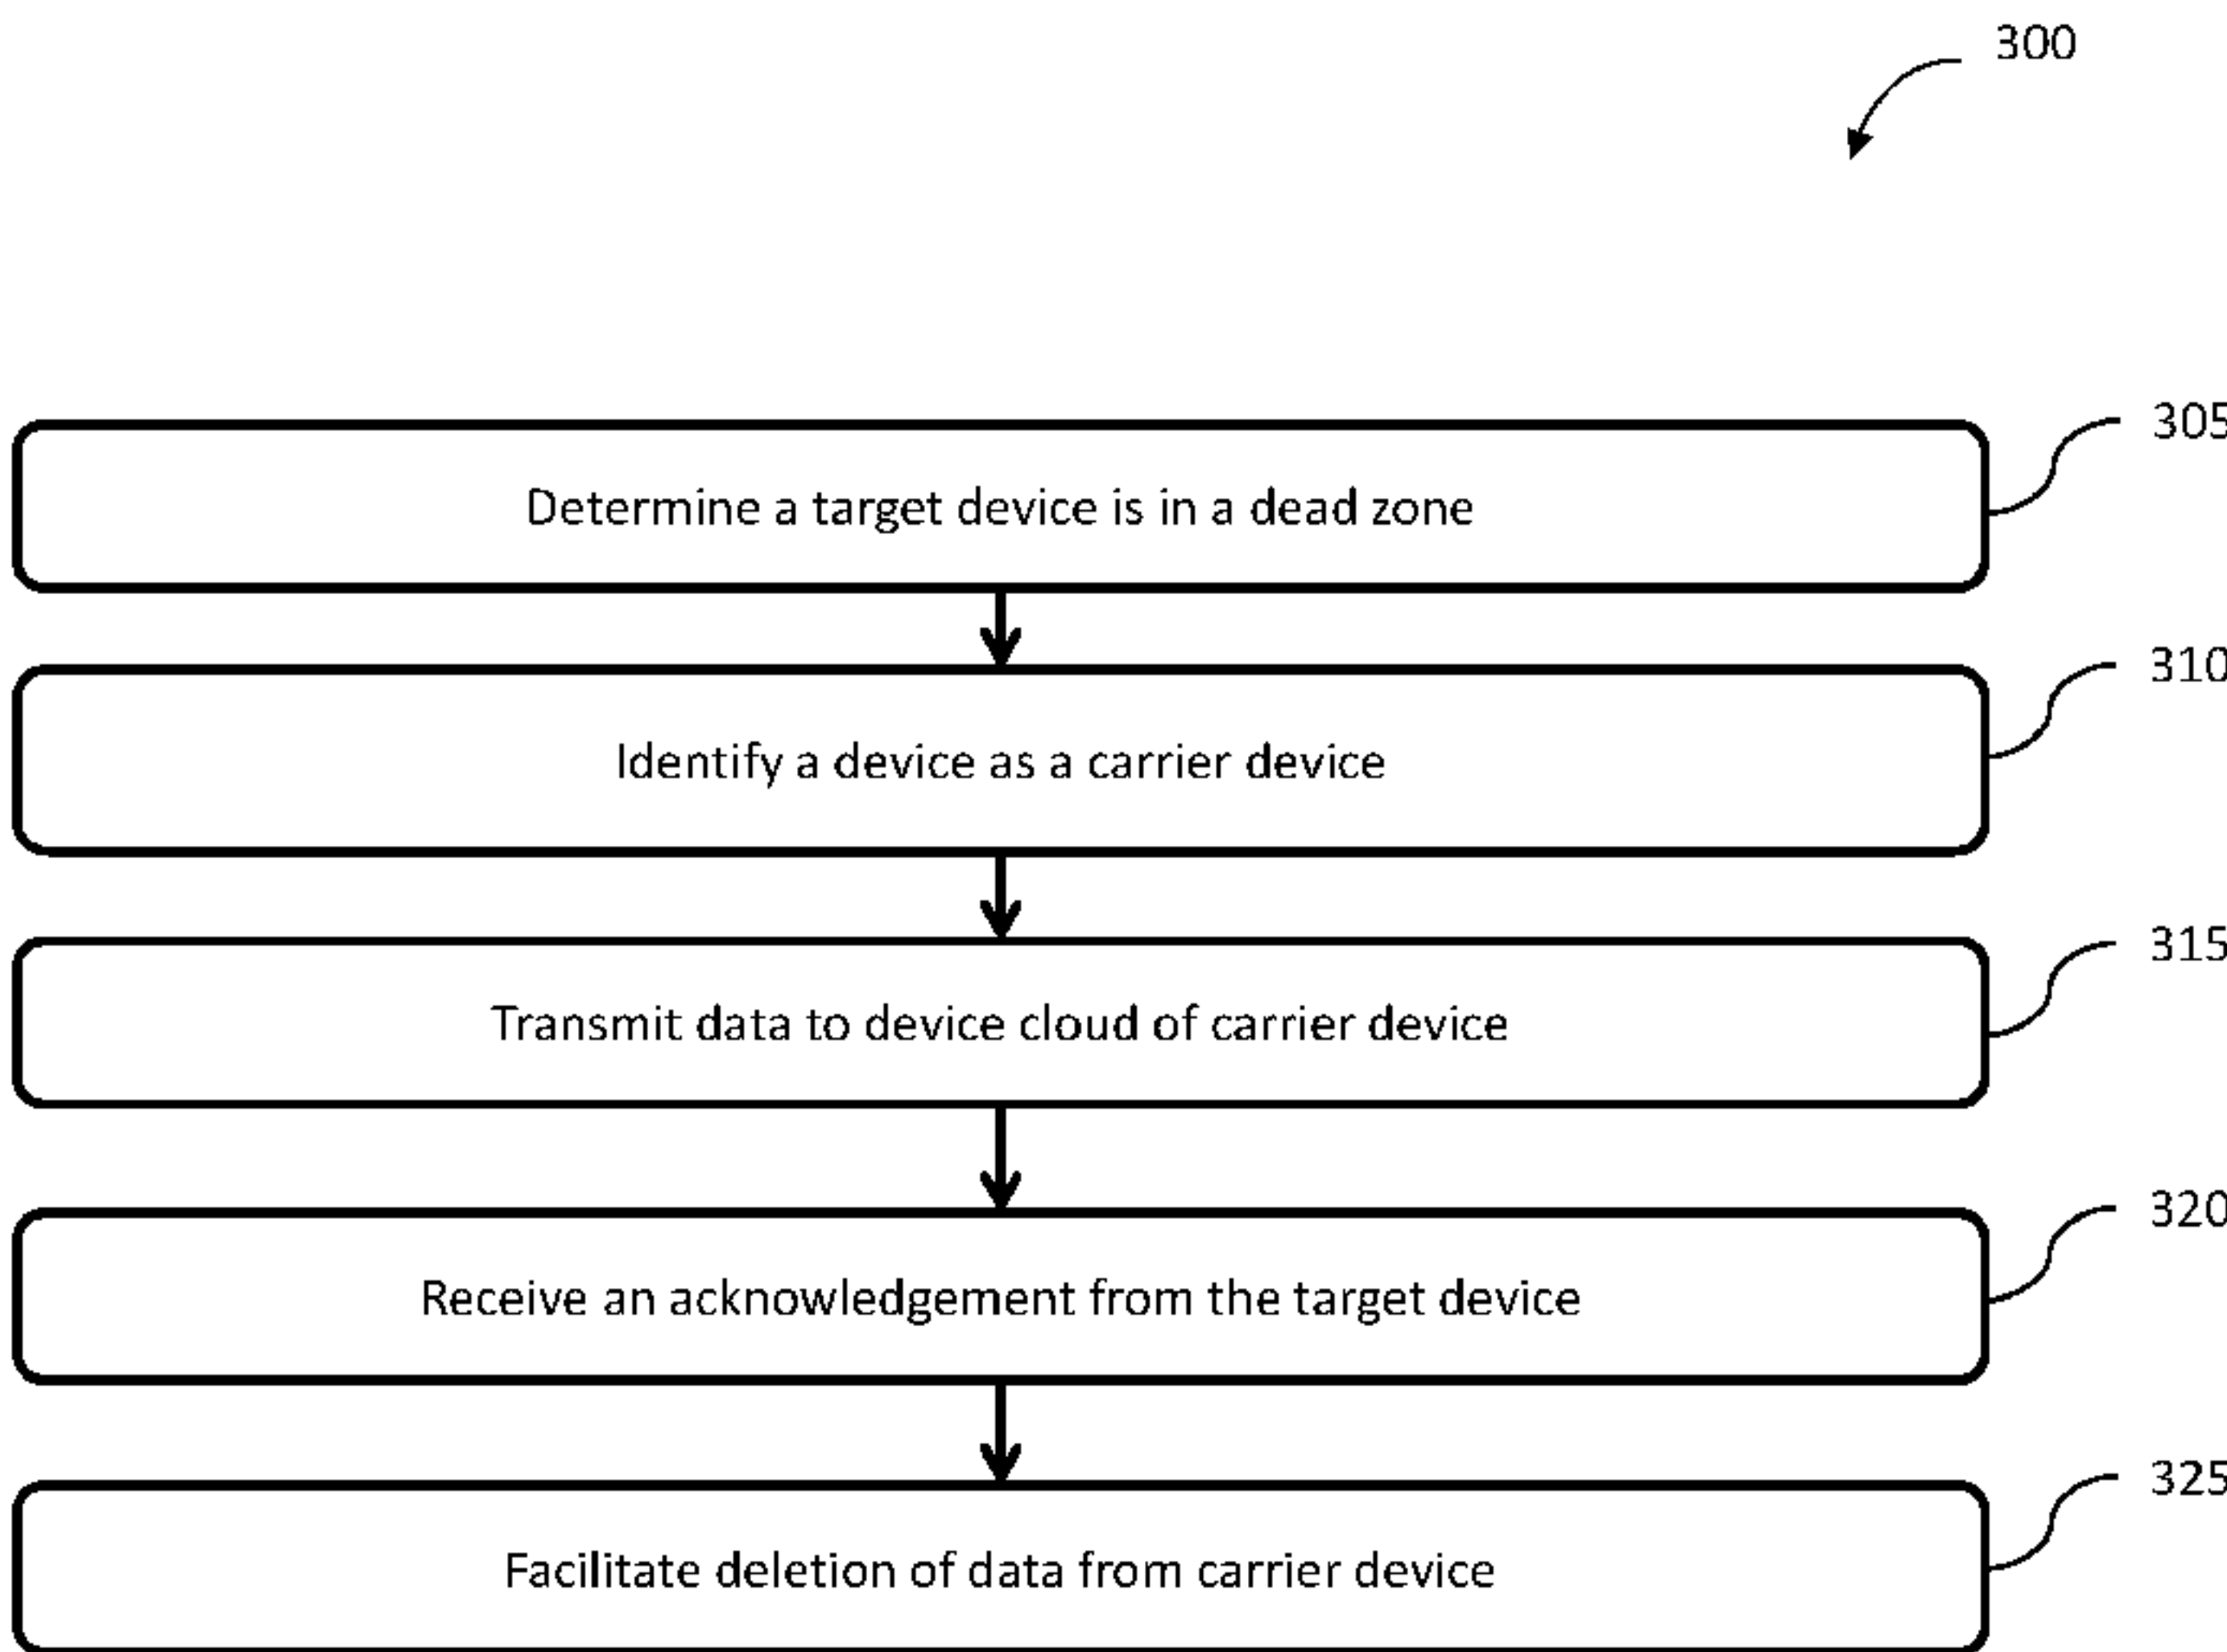 300
305
Determine a target device is in a dead zone
310
Identify a device as a carrier device
315
Transmit data to device cloud of carrier device
320
Receive an acknowledgement from the target device
325
Facilitate deletion of data from carrier device